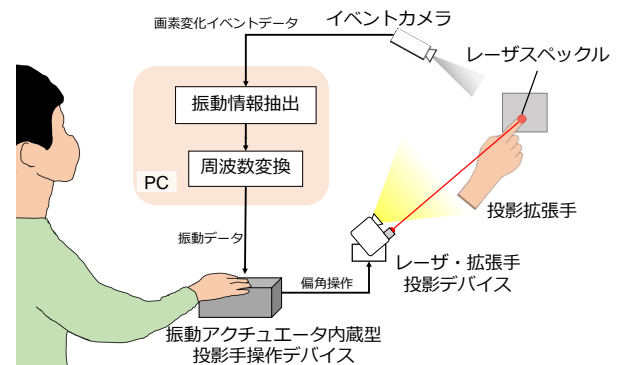 画素変化イベントデータ
イベントカメラ
レーザスペックル
振動情報抽出
周波数変換
PC
投影拡張手
振動データ
偏角操作
レーザ・拡張手
投影デバイス
振動アクチュエータ内蔵型
投影手操作デバイス